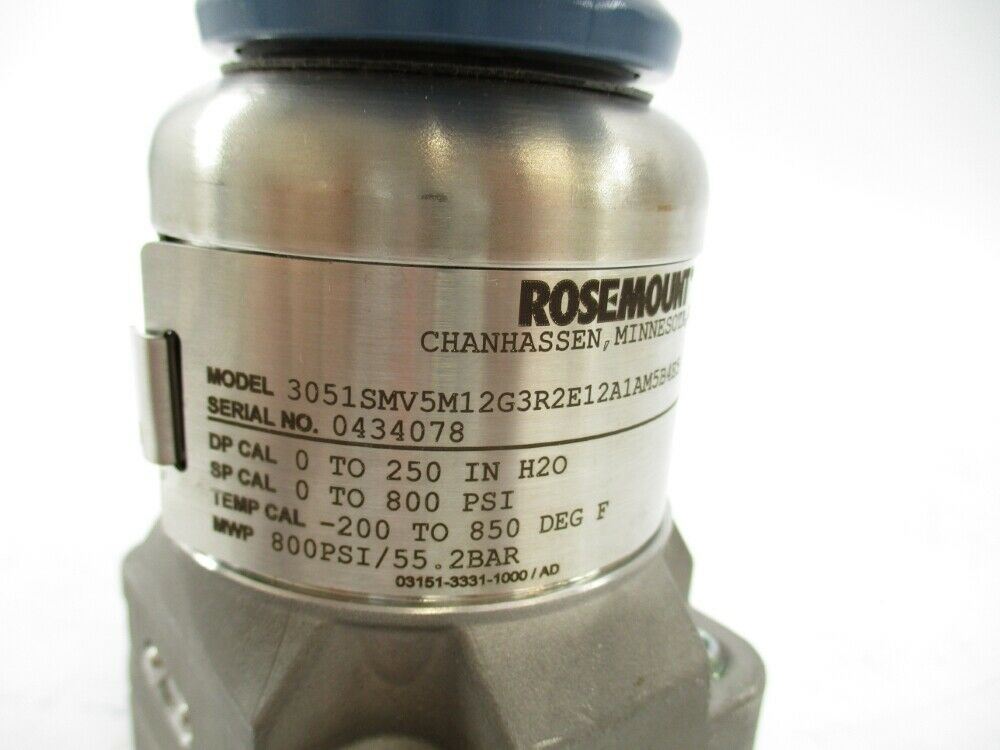 ROSEMOUNT
CHANHASSEN, MINNESOTA
MODEL 3051SMV5M12G3R2E12A1AM5B4E5
SERIAL NO. 0434078
DP CAL 0 TO 250 IN H2O
SP CAL 0 TO 800 PSI
TEMP CAL -200 TO 850 DEG F
MWP 800PSI/55.2BAR
03151-3331-1000 / AD